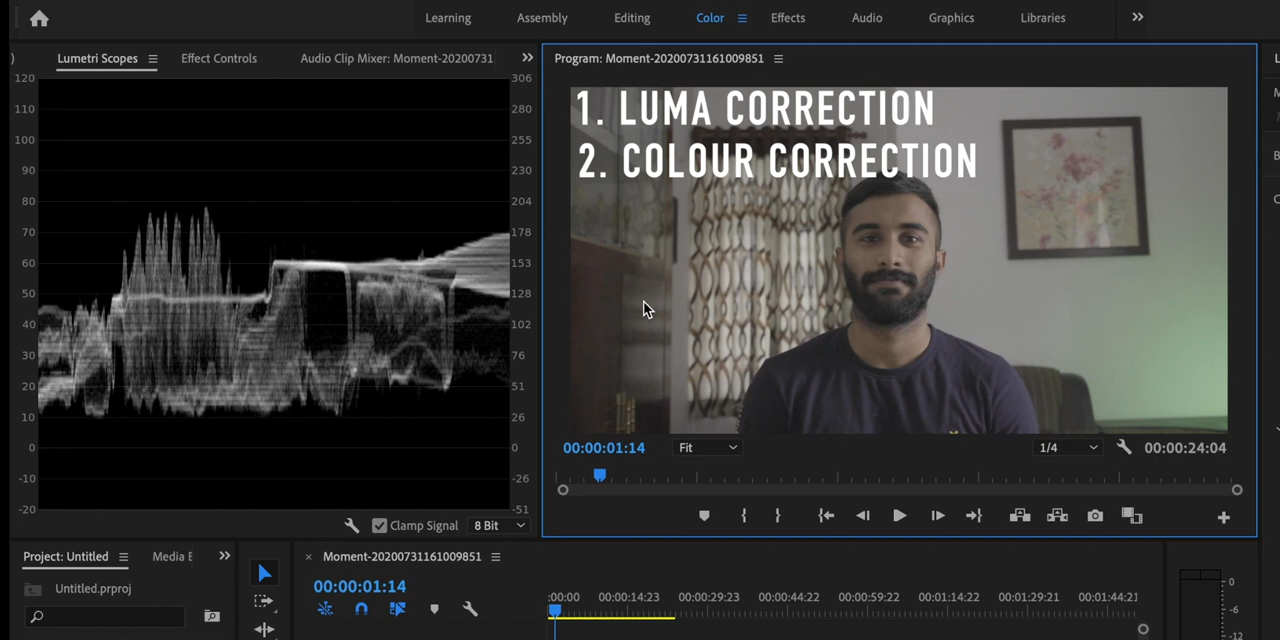 Learning Assembly Editing Color Effects Audio Graphics Libraries
Lumetri Scopes Effect Controls Audio Clip Mixer: Moment-20200731
Program: Moment-20200731161009851
120 306
110 280
100 255
90 230
80 204
70 178
60 153
50 128
40 102
30 76
20 51
10 26
0 0
-10 -26
-20 -51
1. LUMA CORRECTION
2. COLOUR CORRECTION
00:00:01:14 Fit 1/4 00:00:24:04
Clamp Signal 8 Bit
Project: Untitled Media
Untitled.prproj
× Moment-20200731161009851
00:00:01:14
:00:00 00:00:14:23 00:00:29:23 00:00:44:22 00:00:59:22 00:01:14:22 00:01:29:21 00:01:44:21
0
-6
-12